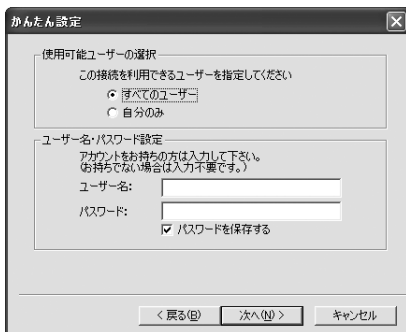 かんたん設定
使用可能ユーザーの選択
この接続を利用できるユーザーを指定してください
すべてのユーザー
自分のみ
ユーザー名・パスワード設定
アカウントをお持ちの方は入力して下さい。
(お持ちでない場合は入力不要です。)
ユーザー名:
パスワード:
パスワードを保存する
< 戻る(B) 次へ(N) > キャンセル